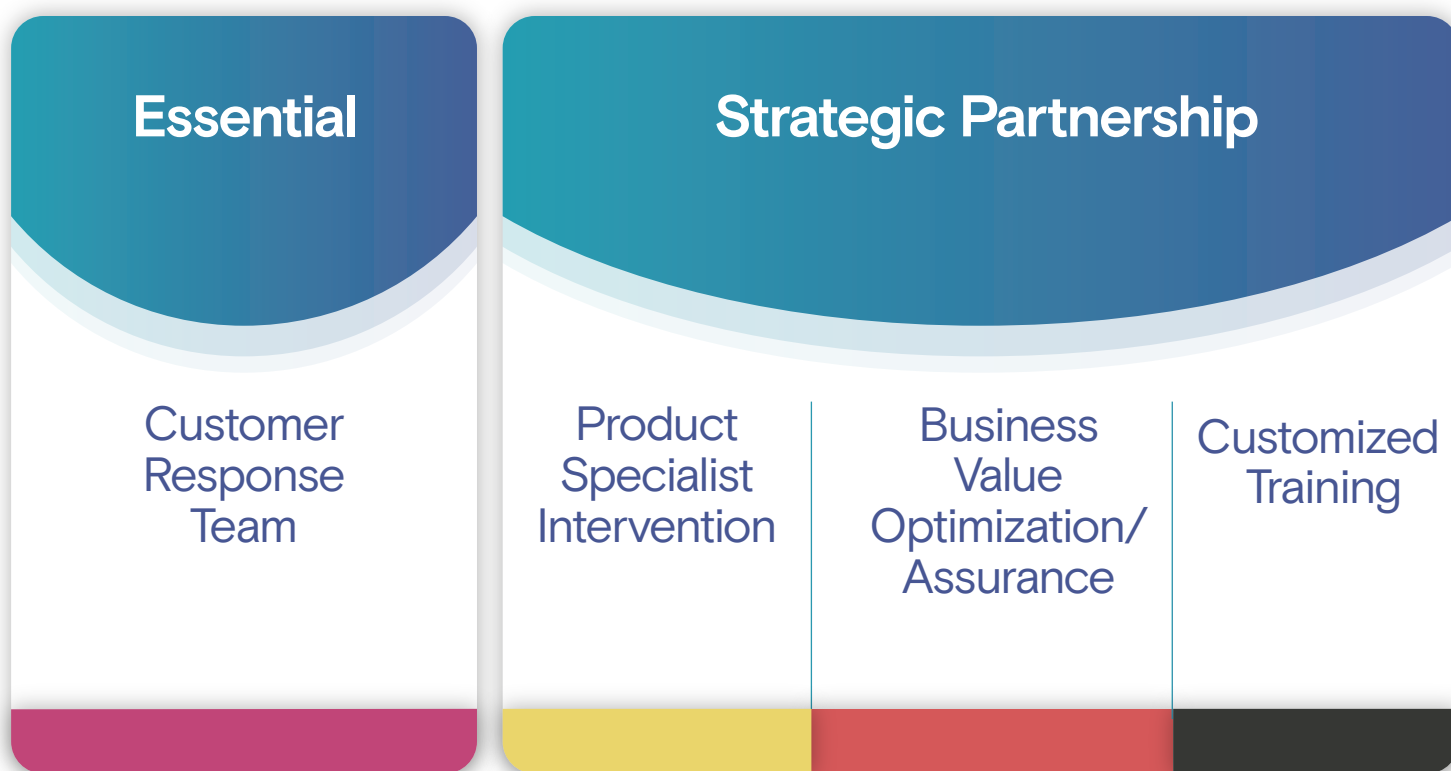 Essential
Customer
Response
Team
Strategic Partnership
Product
Specialist
Intervention
Business
Value
Optimization/
Assurance
Customized
Training